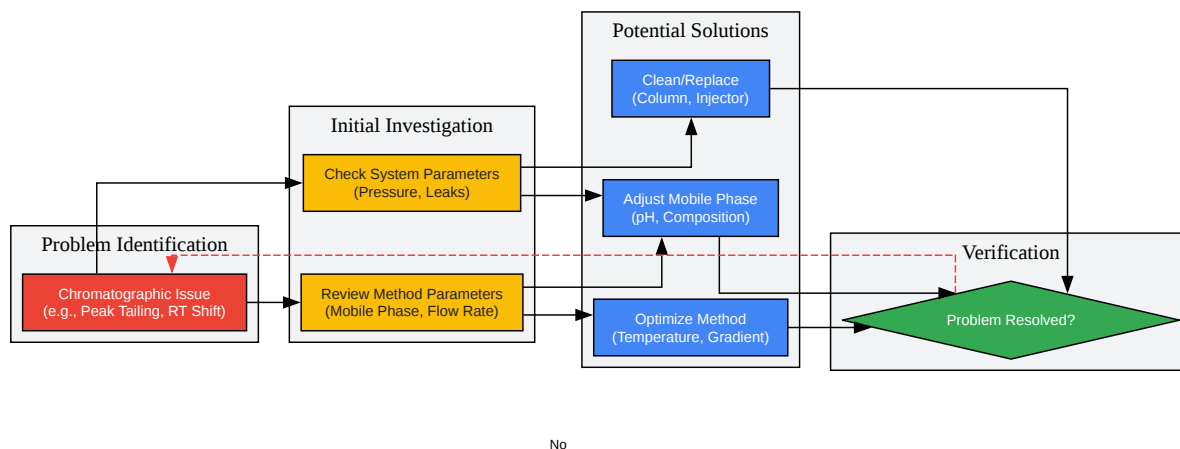 Potential Solutions
Clean/Replace
(Column, Injector)
Initial Investigation
Check System Parameters
(Pressure, Leaks)
Adjust Mobile Phase
(pH, Composition)
Problem Identification
Verification
Chromatographic Issue
(e.g., Peak Tailing, RT Shift)
Review Method Parameters
(Mobile Phase, Flow Rate)
Optimize Method
(Temperature, Gradient)
Problem Resolved?
No